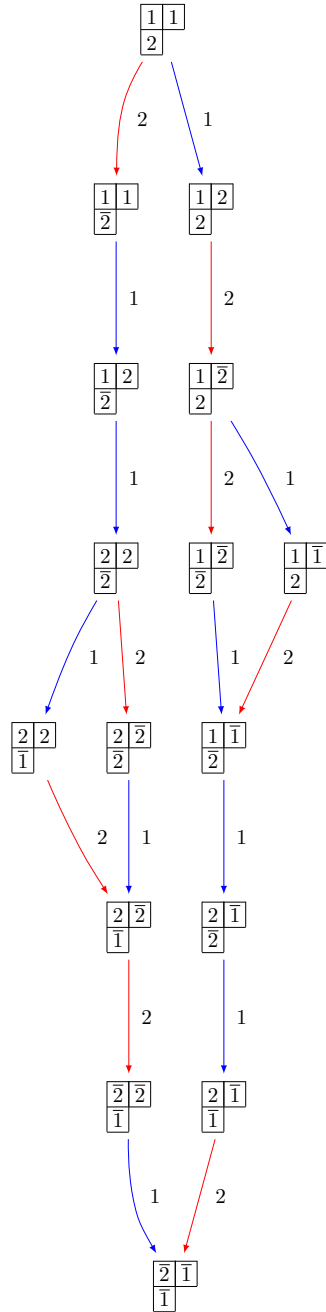 1 1
2
2 1
1 1 1 2
2̅ 2
1 2
1 2 1 2̅
2̅ 2
1 2 1
2 2 1 2̅ 1 1̅
2̅ 2̅ 2
1 2 1 2
2 2 2 2̅ 1 1̅
1̅ 2̅ 2̅
2 1 1
2 2̅ 2 1̅
1̅ 2̅
2 1
2̅ 2̅ 2 1̅
1̅ 1̅
1 2
2̅ 1̅
1̅